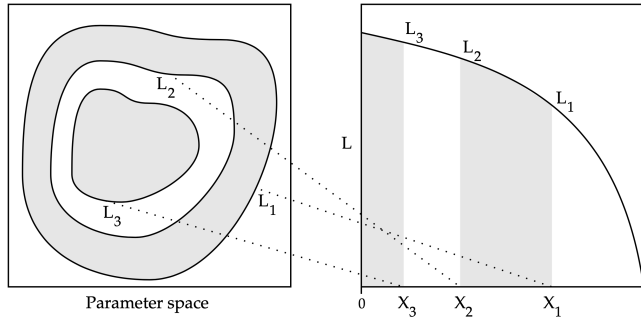 L₂
L₃
L₁
Parameter space
L₃
L₂
L₁
L
0
X₃
X₂
X₁